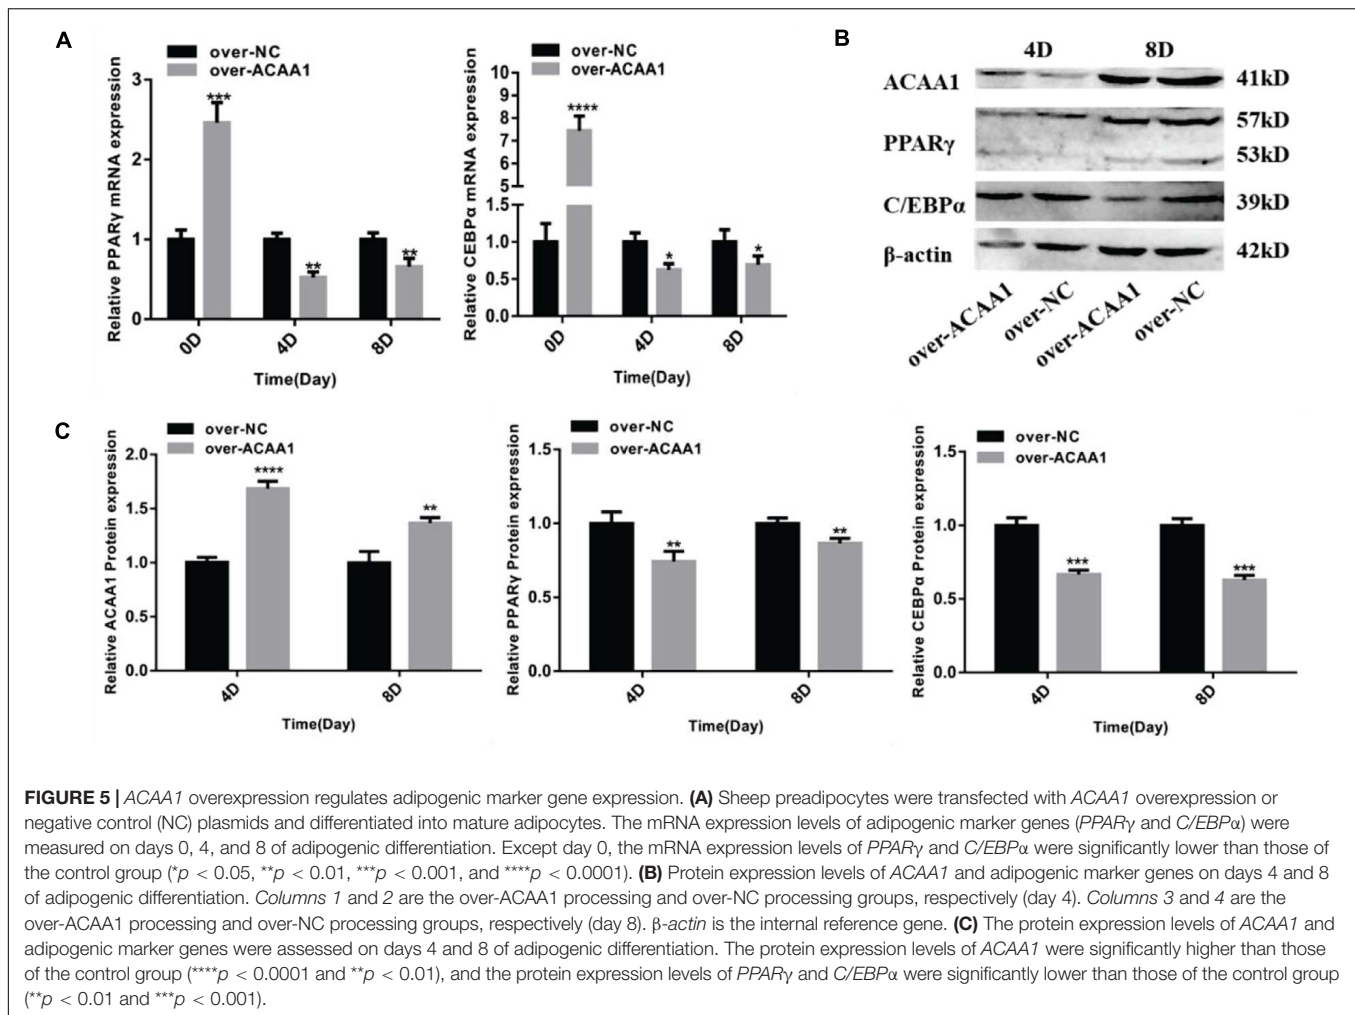 A
over-NC
over-ACAA1
Relative PPARγ mRNA expression
3
2
1
0
***
**
**
0D
4D
8D
Time(Day)
over-NC
over-ACAA1
Relative CEBPα mRNA expression
10
9
8
7
6
5
1.5
1.0
0.5
0.0
****
*
*
0D
4D
8D
Time(Day)
B
4D
8D
ACAA1
41kD
PPARγ
57kD
53kD
C/EBPα
39kD
β-actin
42kD
over-ACAA1
over-NC
over-ACAA1
over-NC
C
over-NC
over-ACAA1
Relative ACAA1 Protein expression
2.0
1.5
1.0
0.5
0.0
****
**
4D
8D
Time(Day)
over-NC
over-ACAA1
Relative PPARγ Protein expression
1.5
1.0
0.5
0.0
**
**
4D
8D
Time(Day)
over-NC
over-ACAA1
Relative CEBPα Protein expression
1.5
1.0
0.5
0.0
***
***
4D
8D
Time(Day)
FIGURE 5 | ACAA1 overexpression regulates adipogenic marker gene expression. (A) Sheep preadipocytes were transfected with ACAA1 overexpression or
negative control (NC) plasmids and differentiated into mature adipocytes. The mRNA expression levels of adipogenic marker genes (PPARγ and C/EBPα) were
measured on days 0, 4, and 8 of adipogenic differentiation. Except day 0, the mRNA expression levels of PPARγ and C/EBPα were significantly lower than those of
the control group (*p < 0.05, **p < 0.01, ***p < 0.001, and ****p < 0.0001). (B) Protein expression levels of ACAA1 and adipogenic marker genes on days 4 and 8
of adipogenic differentiation. Columns 1 and 2 are the over-ACAA1 processing and over-NC processing groups, respectively (day 4). Columns 3 and 4 are the
over-ACAA1 processing and over-NC processing groups, respectively (day 8). β-actin is the internal reference gene. (C) The protein expression levels of ACAA1 and
adipogenic marker genes were assessed on days 4 and 8 of adipogenic differentiation. The protein expression levels of ACAA1 were significantly higher than those
of the control group (****p < 0.0001 and **p < 0.01), and the protein expression levels of PPARγ and C/EBPα were significantly lower than those of the control group
(**p < 0.01 and ***p < 0.001).